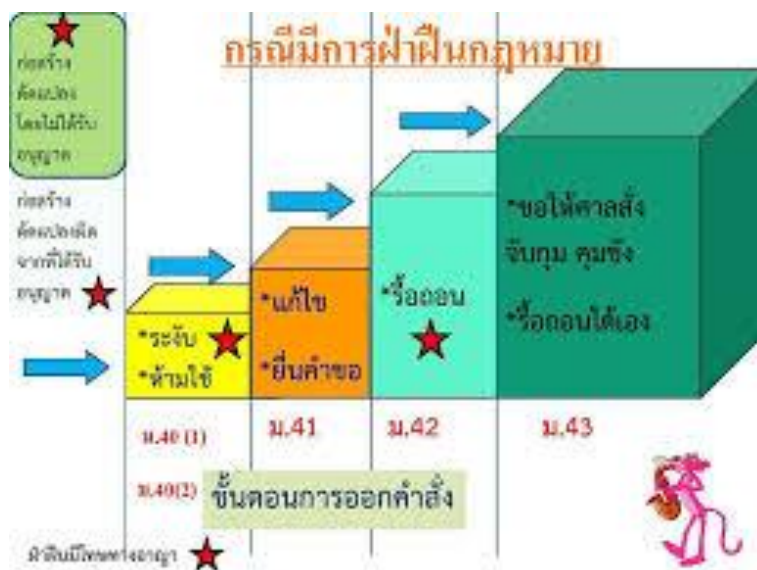 กรณีมีการฝ่าฝืนกฎหมาย
ก่อสร้าง
ดัดแปลง
โดยไม่ได้รับ
อนุญาต
ก่อสร้าง
ดัดแปลงผิด
จากที่ได้รับ
อนุญาต
*ระงับ
*ห้ามใช้
*แก้ไข
*ยื่นคำขอ
*รื้อถอน
*ขอให้ศาลสั่ง
จับกุม คุมขัง
*รื้อถอนได้เอง
ม.40 (1)
ม.40(2)
ม.41
ม.42
ม.43
ขั้นตอนการออกคำสั่ง
ฝ่าฝืนมีโทษทางอาญา